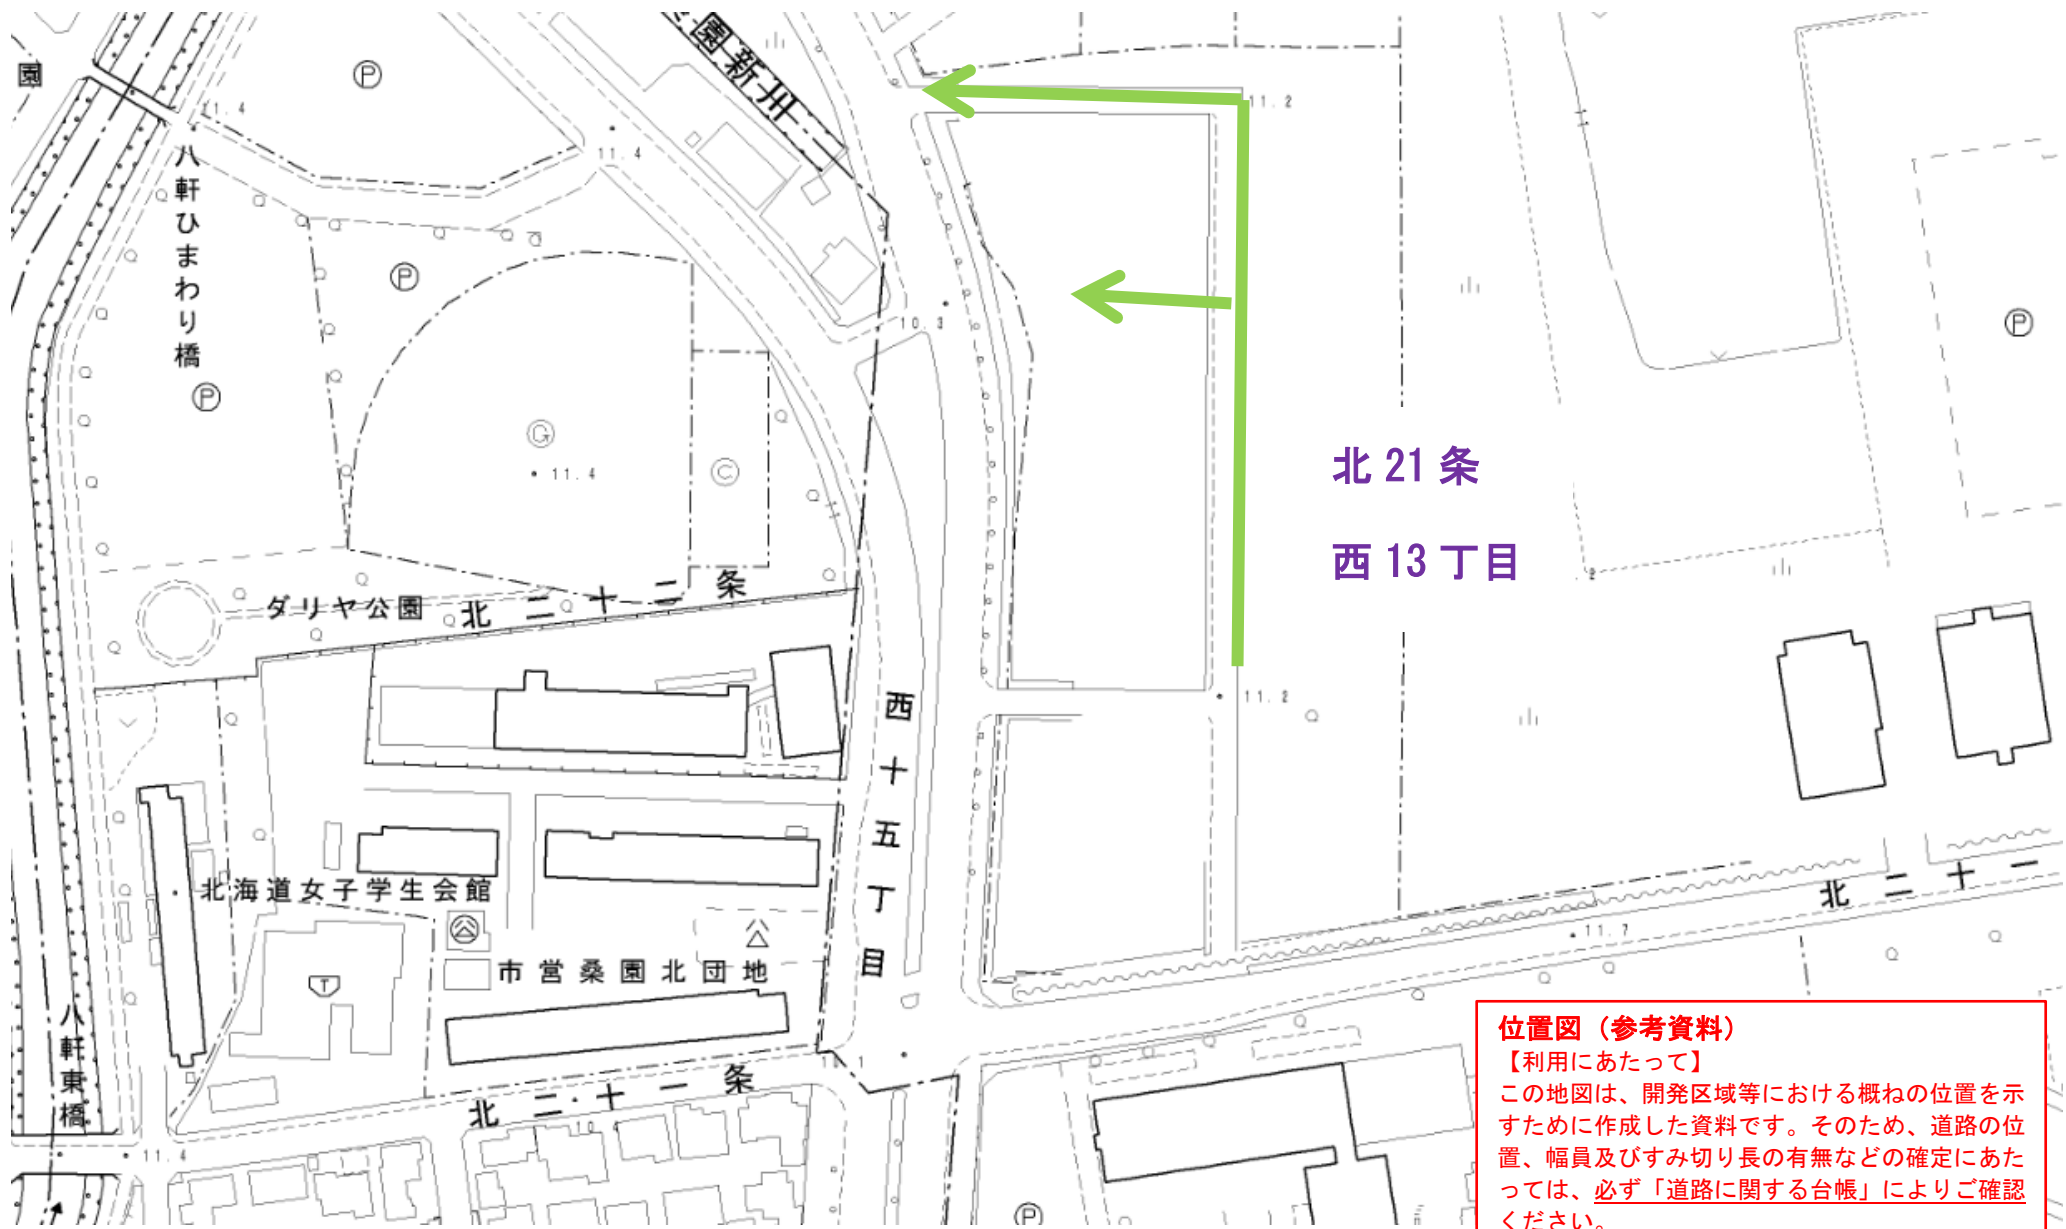 園
園新川
11.4
八軒ひまわり橋
11.4
11.2
10.3
11.4
北 21 条
西 13 丁目
ダリヤ公園
北二十二条
11.2
西十五丁目
北海道女子学生会館
市営桑園北団地
北二十一
11.7
八軒東橋
北二十一条
11.4
位置図（参考資料）
【利用にあたって】
この地図は、開発区域等における概ねの位置を示
すために作成した資料です。そのため、道路の位
置、幅員及びすみ切り長の有無などの確定にあた
っては、必ず「道路に関する台帳」によりご確認
ください。